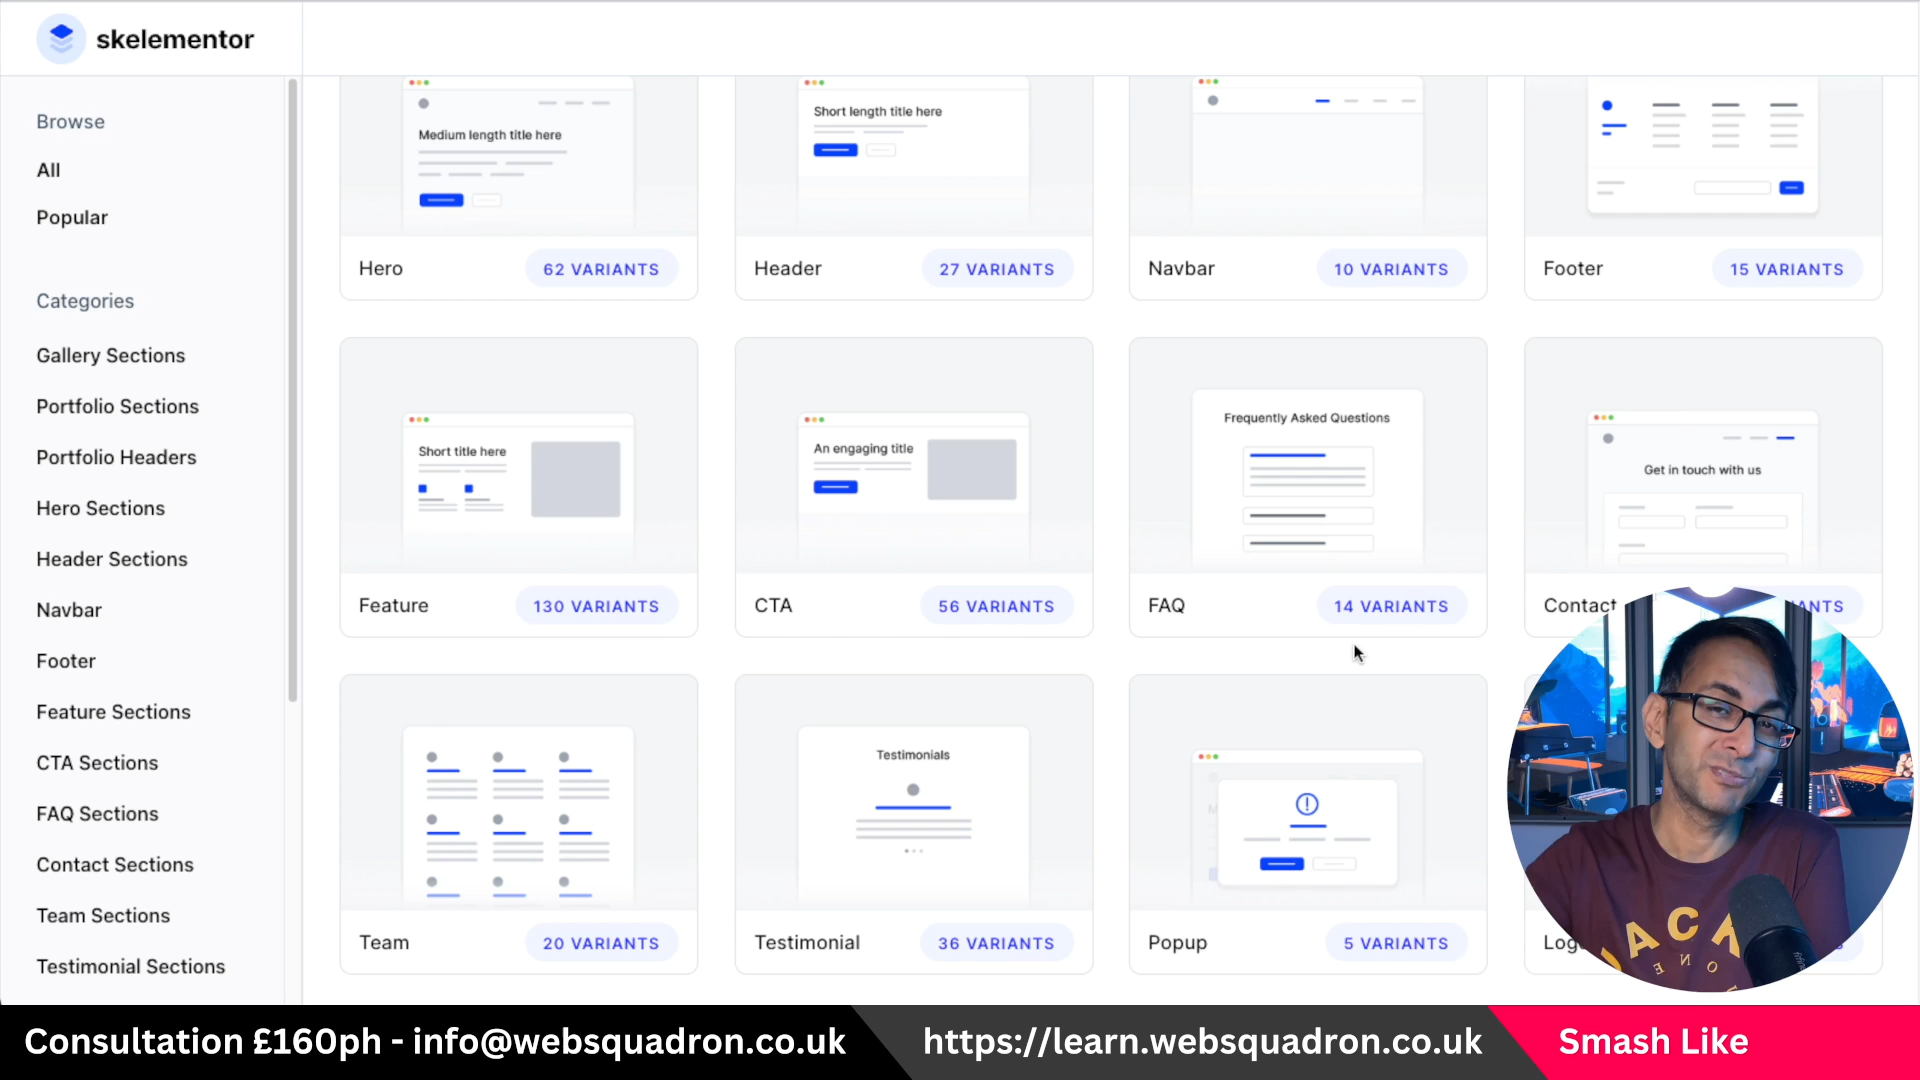 skelementor
Browse
All
Popular
Categories
Gallery Sections
Portfolio Sections
Portfolio Headers
Hero Sections
Header Sections
Navbar
Footer
Feature Sections
CTA Sections
FAQ Sections
Contact Sections
Team Sections
Testimonial Sections
Medium length title here
Short length title here
Hero
62 VARIANTS
Header
27 VARIANTS
Navbar
10 VARIANTS
Footer
15 VARIANTS
Short title here
An engaging title
Frequently Asked Questions
Get in touch with us
Feature
130 VARIANTS
CTA
56 VARIANTS
FAQ
14 VARIANTS
Contact
Testimonials
Team
20 VARIANTS
Testimonial
36 VARIANTS
Popup
5 VARIANTS
Consultation £160ph - info@websquadron.co.uk
https://learn.websquadron.co.uk
Smash Like